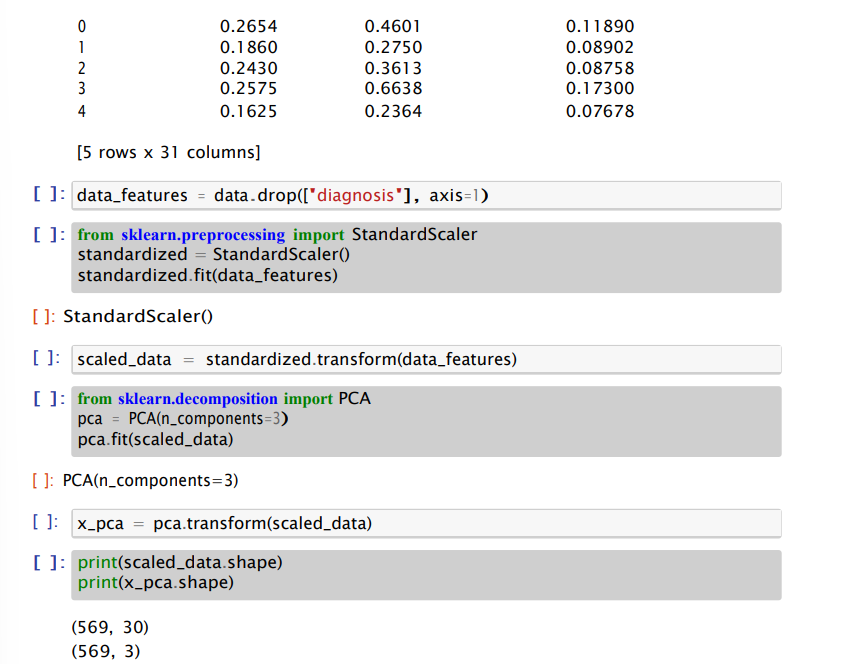 0 0.2654 0.4601 0.11890
1 0.1860 0.2750 0.08902
2 0.2430 0.3613 0.08758
3 0.2575 0.6638 0.17300
4 0.1625 0.2364 0.07678
[5 rows x 31 columns]
[ ]: data_features = data.drop(["diagnosis"], axis=1)
[ ]: from sklearn.preprocessing import StandardScaler
standardized = StandardScaler()
standardized.fit(data_features)
[ ]: StandardScaler()
[ ]: scaled_data = standardized.transform(data_features)
[ ]: from sklearn.decomposition import PCA
pca = PCA(n_components=3)
pca.fit(scaled_data)
[ ]: PCA(n_components=3)
[ ]: x_pca = pca.transform(scaled_data)
[ ]: print(scaled_data.shape)
print(x_pca.shape)
(569, 30)
(569, 3)